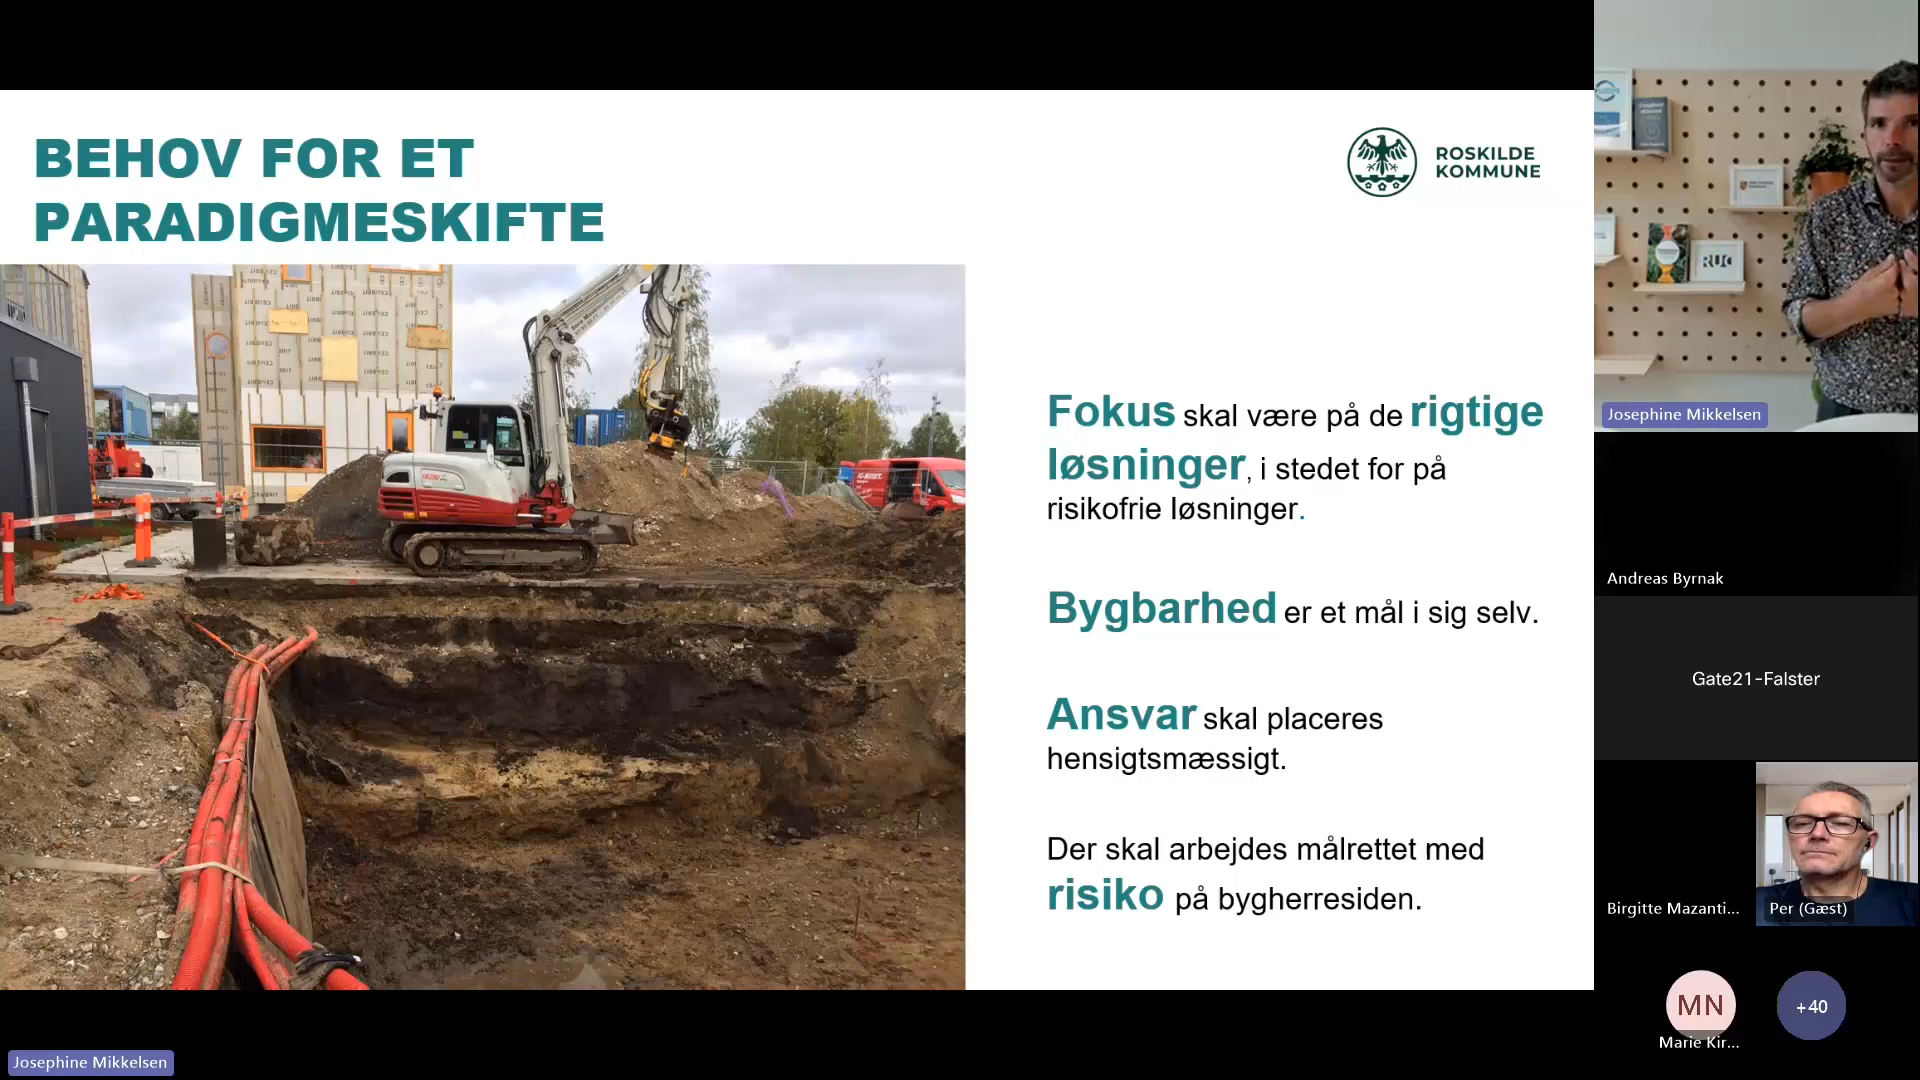 BEHOV FOR ET
PARADIGMESKIFTE
ROSKILDE
KOMMUNE
Fokus skal være på de rigtige
løsninger, i stedet for på
risikofrie løsninger.
Bygbarhed er et mål i sig selv.
Ansvar skal placeres
hensigtsmæssigt.
Der skal arbejdes målrettet med
risiko på bygherresiden.
Josephine Mikkelsen
RUC
Josephine Mikkelsen
Andreas Byrnak
Gate21-Falster
Birgitte Mazanti...
Per (Gæst)
MN
Marie Kir...
+40